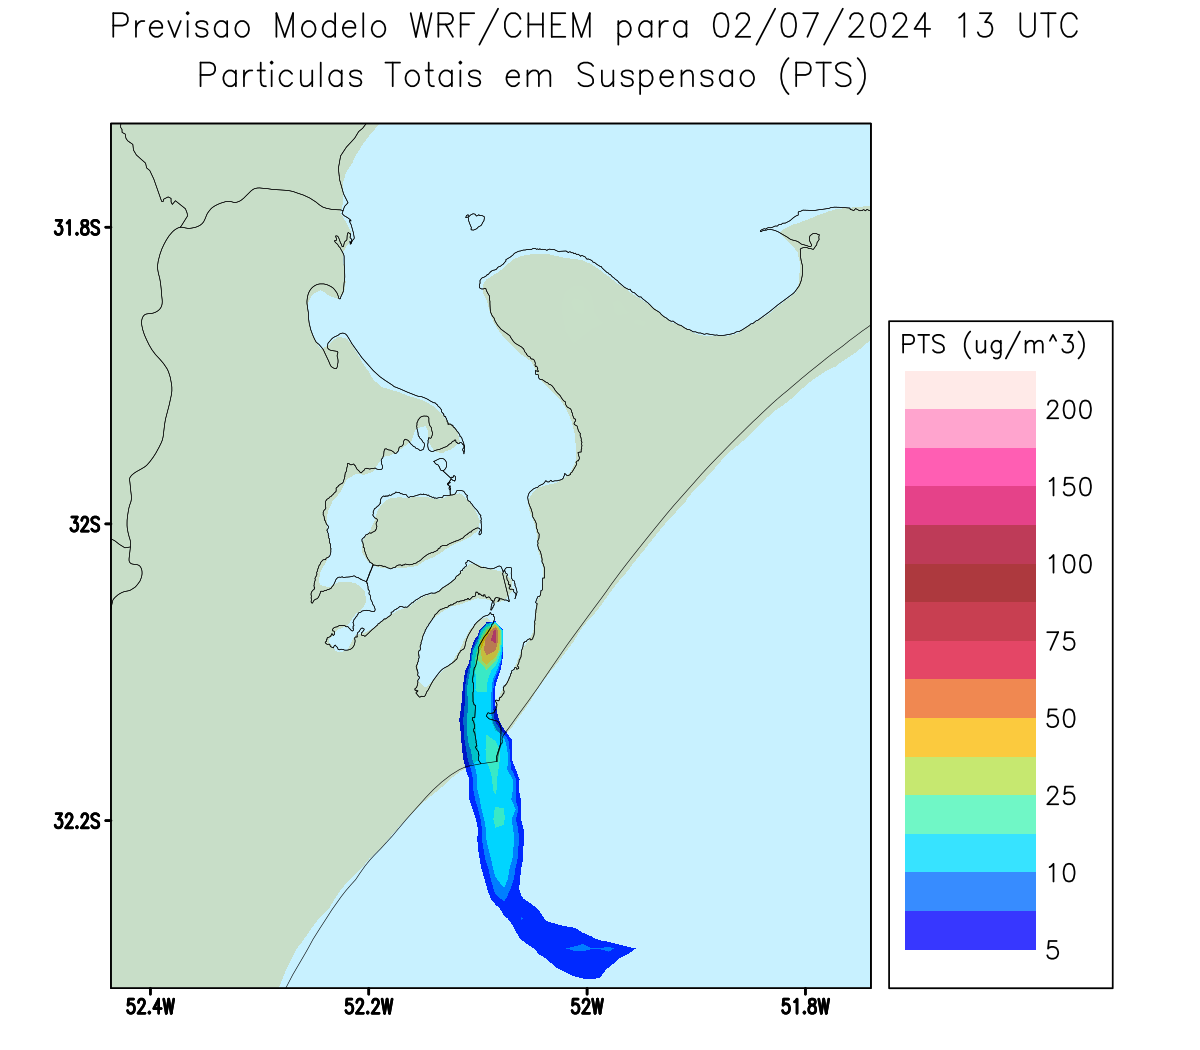 Previsao Modelo WRF/CHEM para 02/07/2024 13 UTC
Particulas Totais em Suspensao (PTS)
31.8S
32S
32.2S
52.4W
52.2W
52W
51.8W
PTS (ug/m^3)
200
150
100
75
50
25
10
5